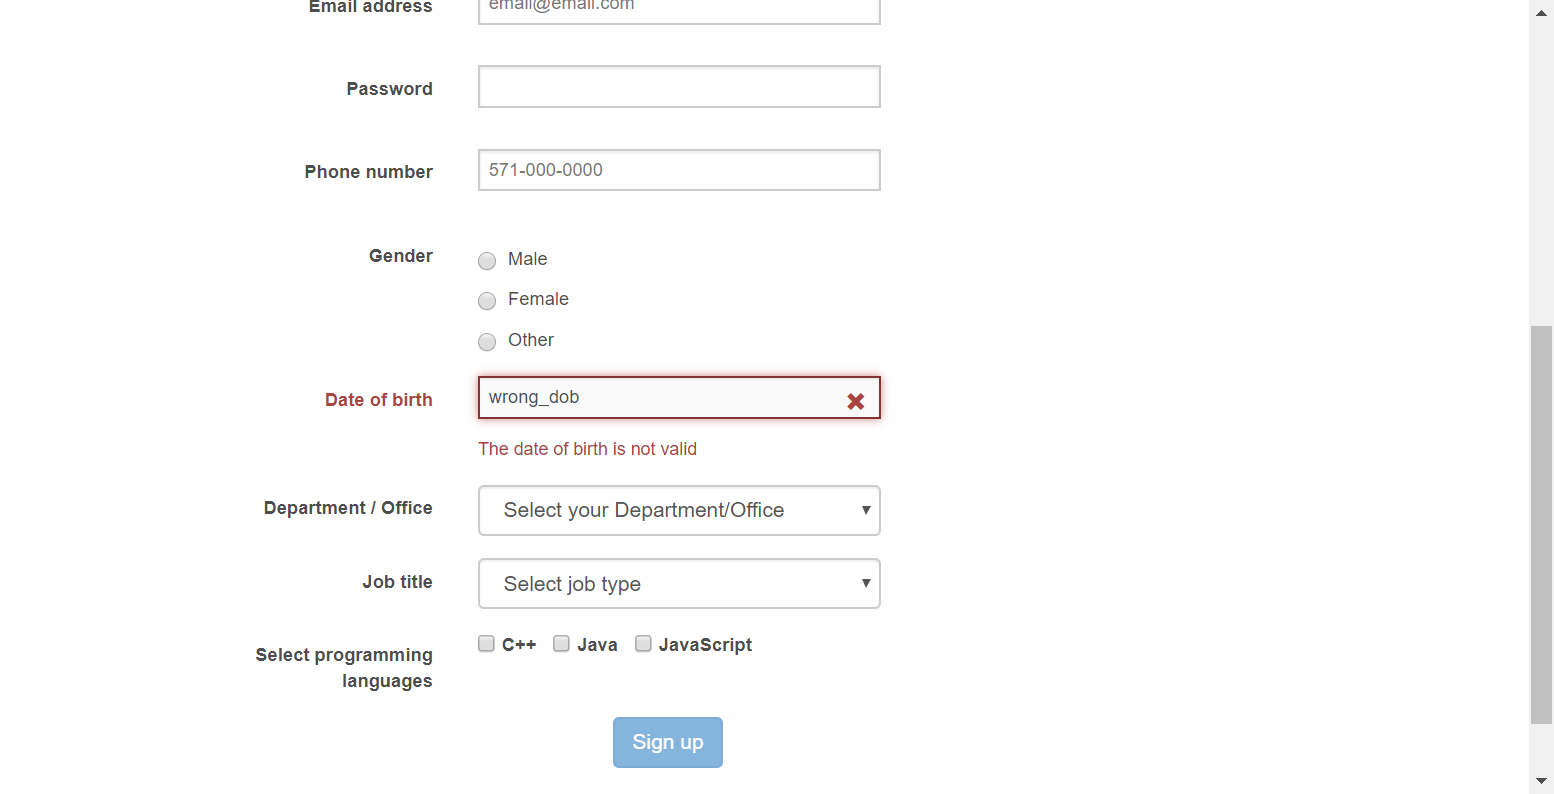 Email address
email@email.com
Password
Phone number
571-000-0000
Gender
Male
Female
Other
Date of birth
wrong_dob
The date of birth is not valid
Department / Office
Select your Department/Office
Job title
Select job type
Select programming
languages
C++ Java JavaScript
Sign up